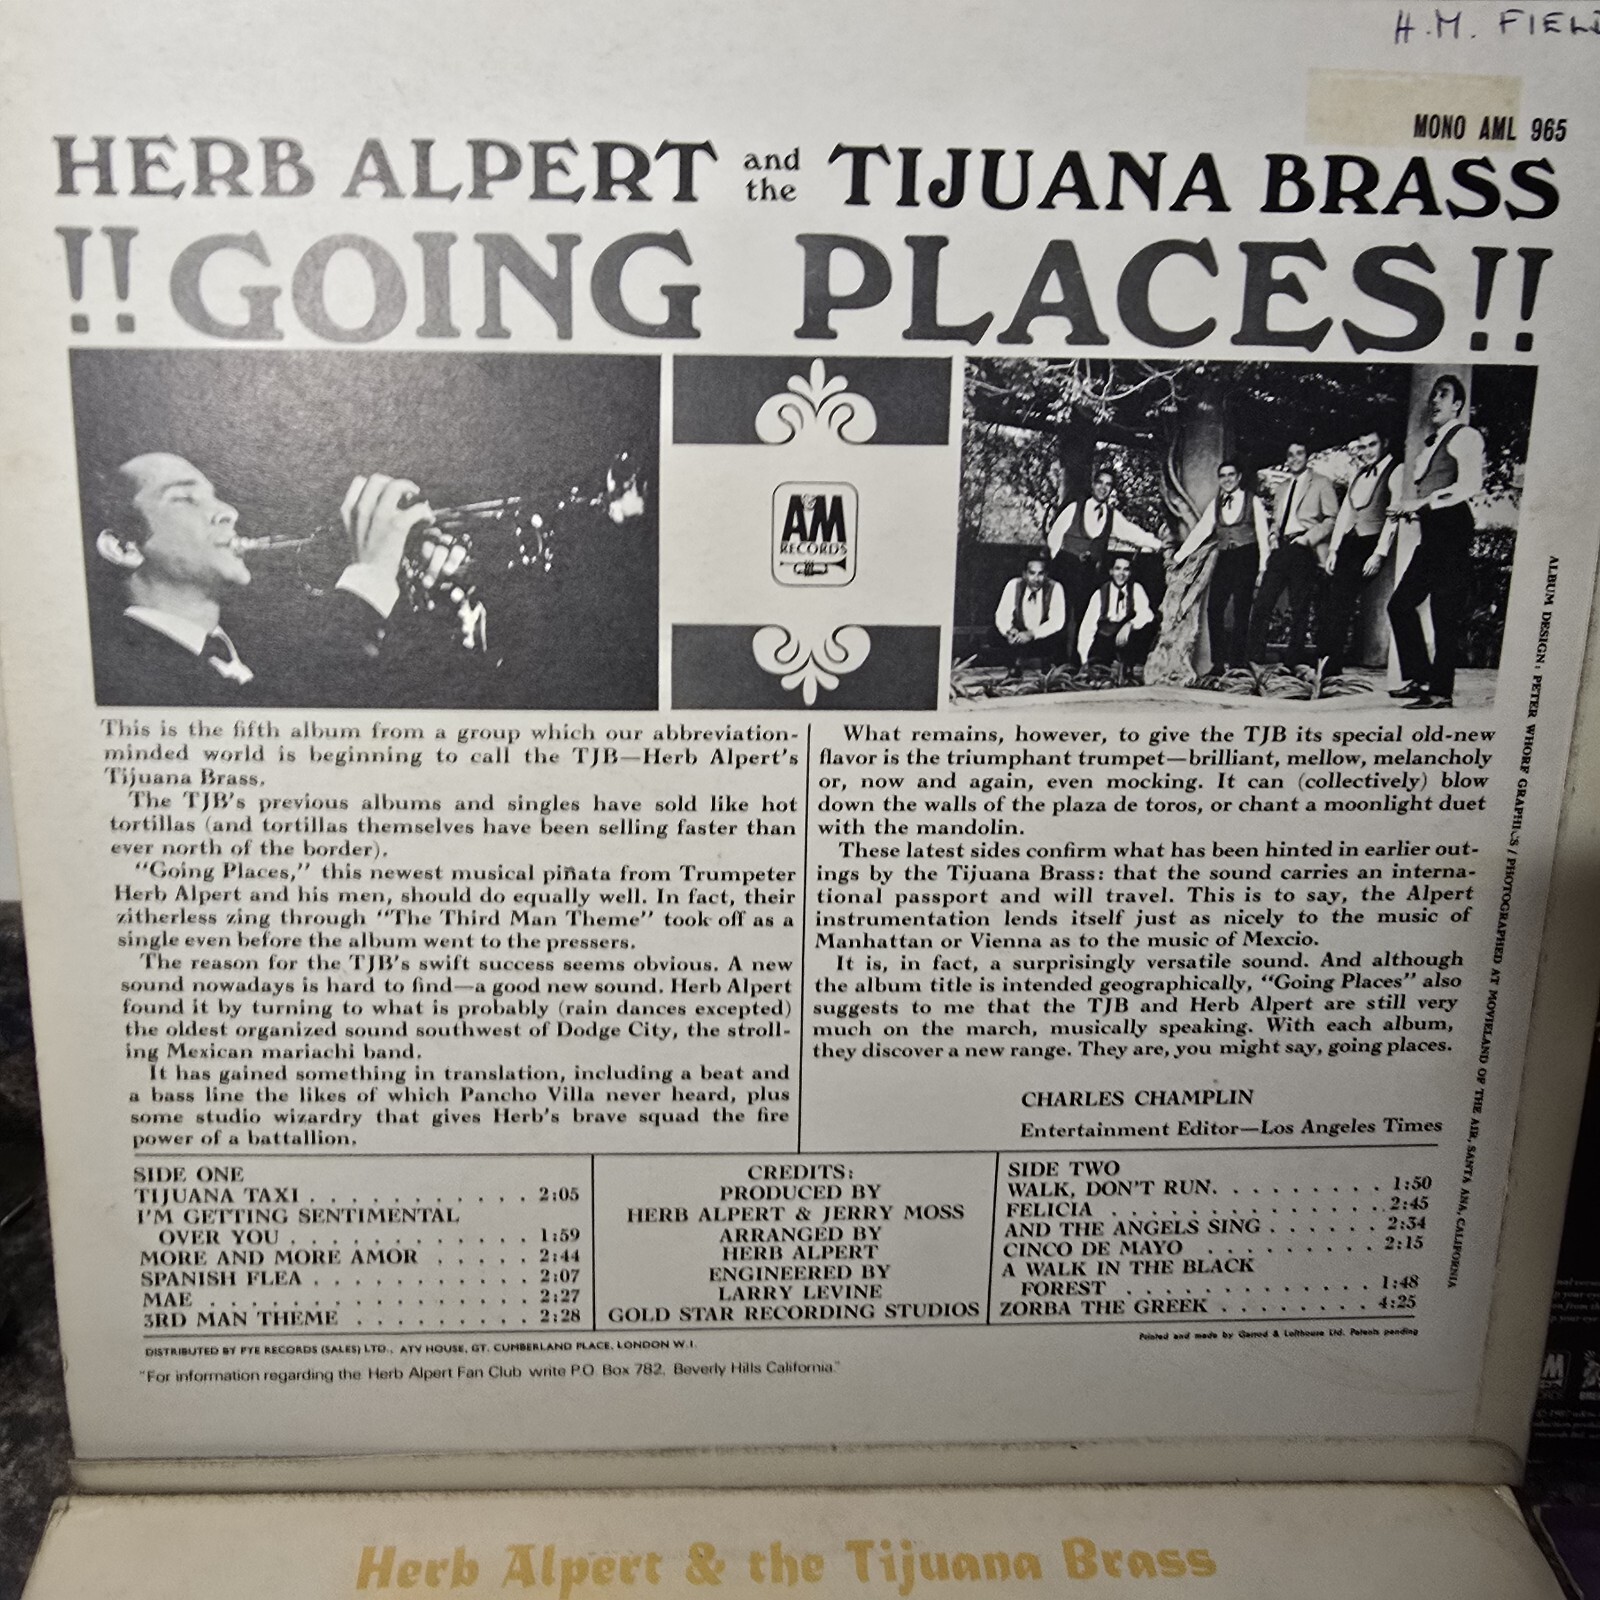 H.M. FIELD
MONO AML 965
HERB ALPERT and the TIJUANA BRASS
!!GOING PLACES!!
A&M
RECORDS
This is the fifth album from a group which our abbreviation-
minded world is beginning to call the TJB—Herb Alpert's
Tijuana Brass.
The TJB's previous albums and singles have sold like hot
tortillas (and tortillas themselves have been selling faster than
ever north of the border).
"Going Places," this newest musical piñata from Trumpeter
Herb Alpert and his men, should do equally well. In fact, their
zitherless zing through "The Third Man Theme" took off as a
single even before the album went to the pressers.
The reason for the TJB's swift success seems obvious. A new
sound nowadays is hard to find—a good new sound. Herb Alpert
found it by turning to what is probably (rain dances excepted)
the oldest organized sound southwest of Dodge City, the stroll-
ing Mexican mariachi band.
It has gained something in translation, including a beat and
a bass line the likes of which Pancho Villa never heard, plus
some studio wizardry that gives Herb's brave squad the fire
power of a battallion.
What remains, however, to give the TJB its special old-new
flavor is the triumphant trumpet—brilliant, mellow, melancholy
or, now and again, even mocking. It can (collectively) blow
down the walls of the plaza de toros, or chant a moonlight duet
with the mandolin.
These latest sides confirm what has been hinted in earlier out-
ings by the Tijuana Brass: that the sound carries an interna-
tional passport and will travel. This is to say, the Alpert
instrumentation lends itself just as nicely to the music of
Manhattan or Vienna as to the music of Mexcio.
It is, in fact, a surprisingly versatile sound. And although
the album title is intended geographically, "Going Places" also
suggests to me that the TJB and Herb Alpert are still very
much on the march, musically speaking. With each album,
they discover a new range. They are, you might say, going places.
CHARLES CHAMPLIN
Entertainment Editor—Los Angeles Times
ALBUM DESIGN: PETER WHORF GRAPHICS / PHOTOGRAPHED AT MOVIELAND OF THE AIR, SANTA ANA, CALIFORNIA
SIDE ONE
TIJUANA TAXI . . . . . . . . . . . 2:05
I'M GETTING SENTIMENTAL
OVER YOU . . . . . . . . . . . . 1:59
MORE AND MORE AMOR . . . . . 2:44
SPANISH FLEA . . . . . . . . . . . 2:07
MAE . . . . . . . . . . . . . . . . 2:27
3RD MAN THEME . . . . . . . . . 2:28
CREDITS:
PRODUCED BY
HERB ALPERT & JERRY MOSS
ARRANGED BY
HERB ALPERT
ENGINEERED BY
LARRY LEVINE
GOLD STAR RECORDING STUDIOS
SIDE TWO
WALK, DON'T RUN. . . . . . . . . 1:50
FELICIA . . . . . . . . . . . . . . 2:45
AND THE ANGELS SING . . . . . . 2:34
CINCO DE MAYO . . . . . . . . . 2:15
A WALK IN THE BLACK
FOREST . . . . . . . . . . . . . 1:48
ZORBA THE GREEK . . . . . . . . 4:25
DISTRIBUTED BY PYE RECORDS (SALES) LTD., ATV HOUSE, GT. CUMBERLAND PLACE, LONDON W.1.
Printed and made by Garrod & Lofthouse Ltd. Patents pending
"For information regarding the Herb Alpert Fan Club write P.O. Box 782, Beverly Hills California."
Herb Alpert & the Tijuana Brass